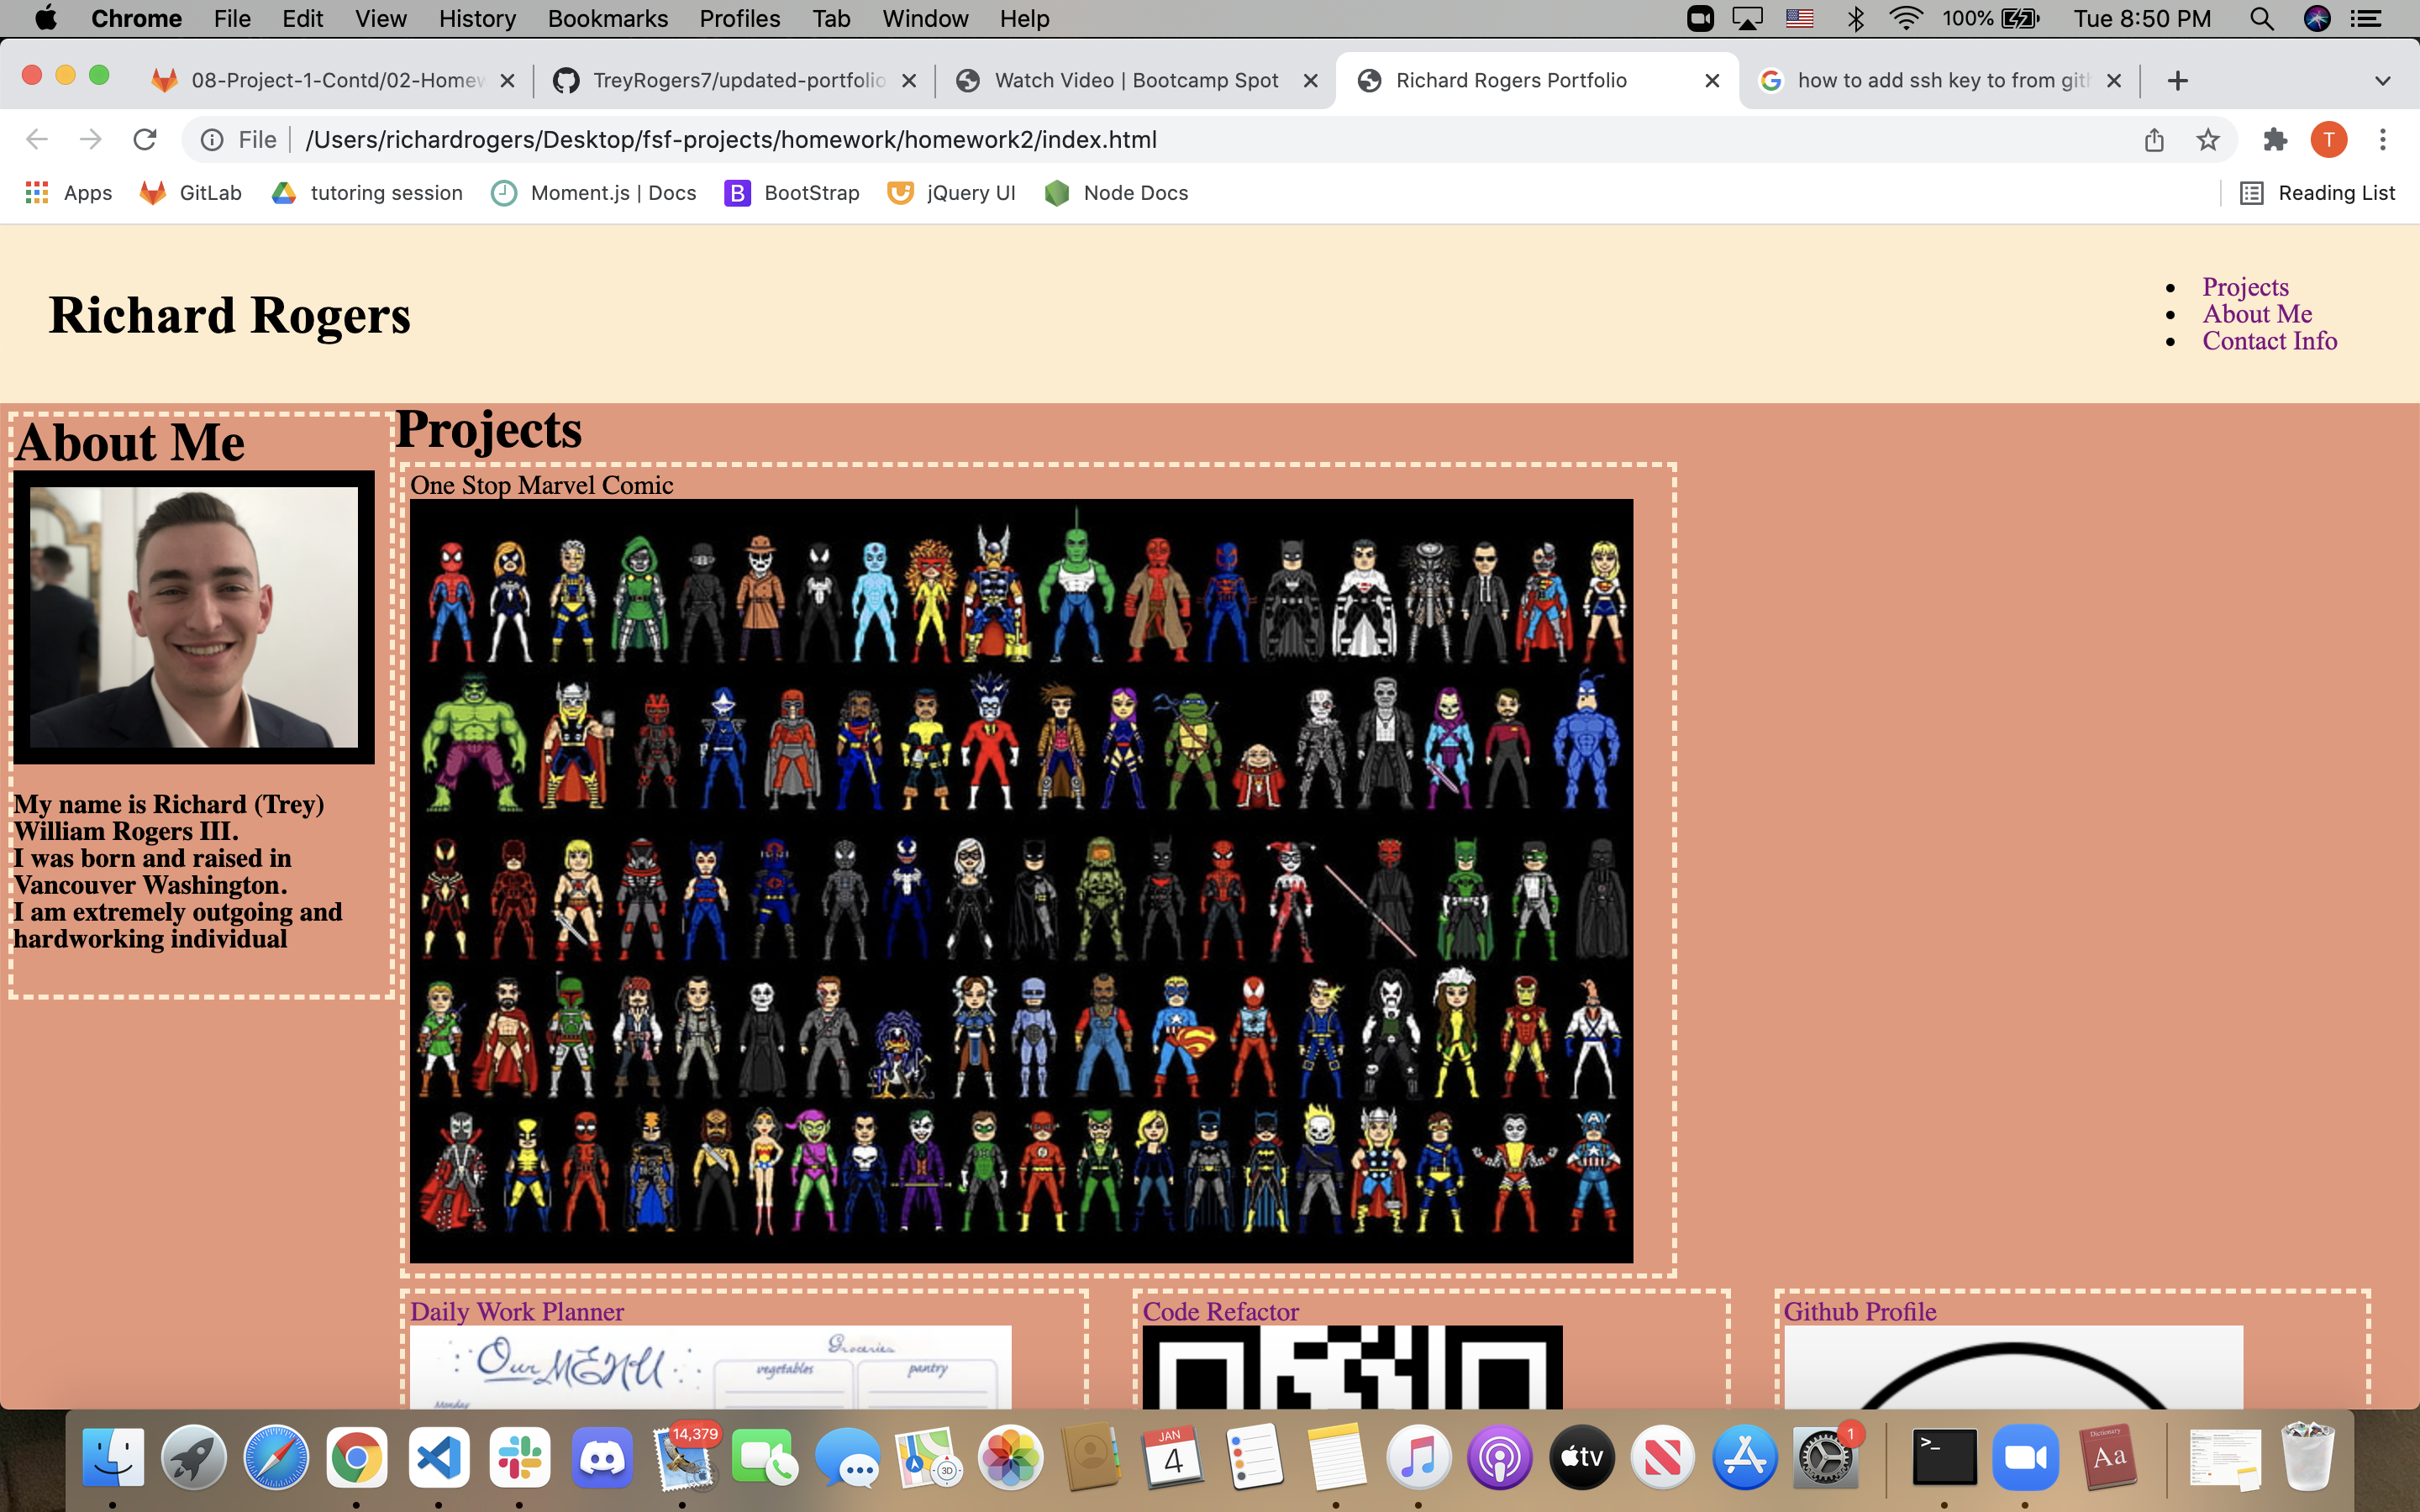 Chrome File Edit View History Bookmarks Profiles Tab Window Help 100% Tue 8:50 PM
08-Project-1-Contd/02-Homew TreyRogers7/updated-portfolio Watch Video | Bootcamp Spot Richard Rogers Portfolio how to add ssh key to from gith
File /Users/richardrogers/Desktop/fsf-projects/homework/homework2/index.html T
Apps GitLab tutoring session Moment.js | Docs B BootStrap jQuery UI Node Docs Reading List
Richard Rogers
Projects
About Me
Contact Info
About Me
My name is Richard (Trey)
William Rogers III.
I was born and raised in
Vancouver Washington.
I am extremely outgoing and
hardworking individual
Projects
One Stop Marvel Comic
Daily Work Planner
Our MENU
Groceries
vegetables pantry
Monday
Code Refactor
Github Profile
14,379
3D
JAN
4
tv
1
>_
Dictionary
Aa